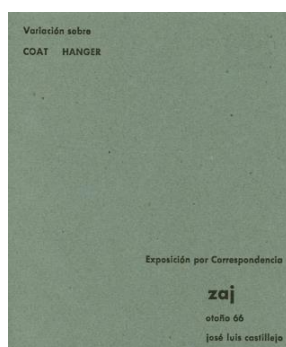 Variación sobre
COAT HANGER
Exposición por Correspondencia
zaj
otoño 66
josé luis castillejo